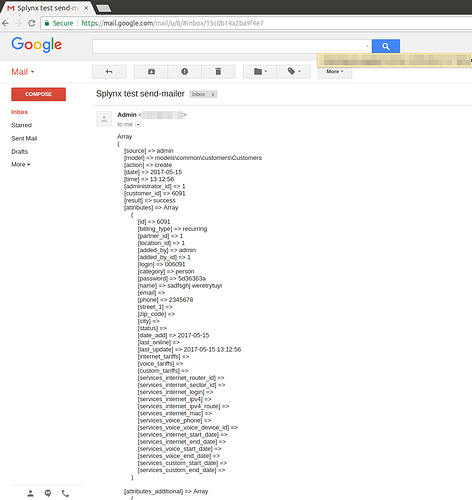 Splynx test send-m
Secure
https://mail.google.com/mail/u/0/#inbox/15c0b14a2ba9f4e7
Google
Mail
More
COMPOSE
Inbox
Starred
Sent Mail
Drafts
More
Splynx test send-mailer
Inbox x
Admin < >
to me
Array
(
[source] => admin
[model] => models\common\customers\Customers
[action] => create
[date] => 2017-05-15
[time] => 13:12:56
[administrator_id] => 1
[customer_id] => 6091
[result] => success
[attributes] => Array
(
[id] => 6091
[billing_type] => recurring
[partner_id] => 1
[location_id] => 1
[added_by] => admin
[added_by_id] => 1
[login] => 006091
[category] => person
[password] => 5d36363a
[name] => sadfsghj weretrytuyi
[email] =>
[phone] => 2345678
[street_1] =>
[zip_code] =>
[city] =>
[status] =>
[date_add] => 2017-05-15
[last_online] =>
[last_update] => 2017-05-15 13:12:56
[internet_tariffs] =>
[voice_tariffs] =>
[custom_tariffs] =>
[services_internet_router_id] =>
[services_internet_sector_id] =>
[services_internet_login] =>
[services_internet_ipv4] =>
[services_internet_ipv4_route] =>
[services_internet_mac] =>
[services_voice_phone] =>
[services_voice_voice_device_id] =>
[services_internet_start_date] =>
[services_internet_end_date] =>
[services_voice_start_date] =>
[services_voice_end_date] =>
[services_custom_start_date] =>
[services_custom_end_date] =>
)
[attributes_additional] => Array
(